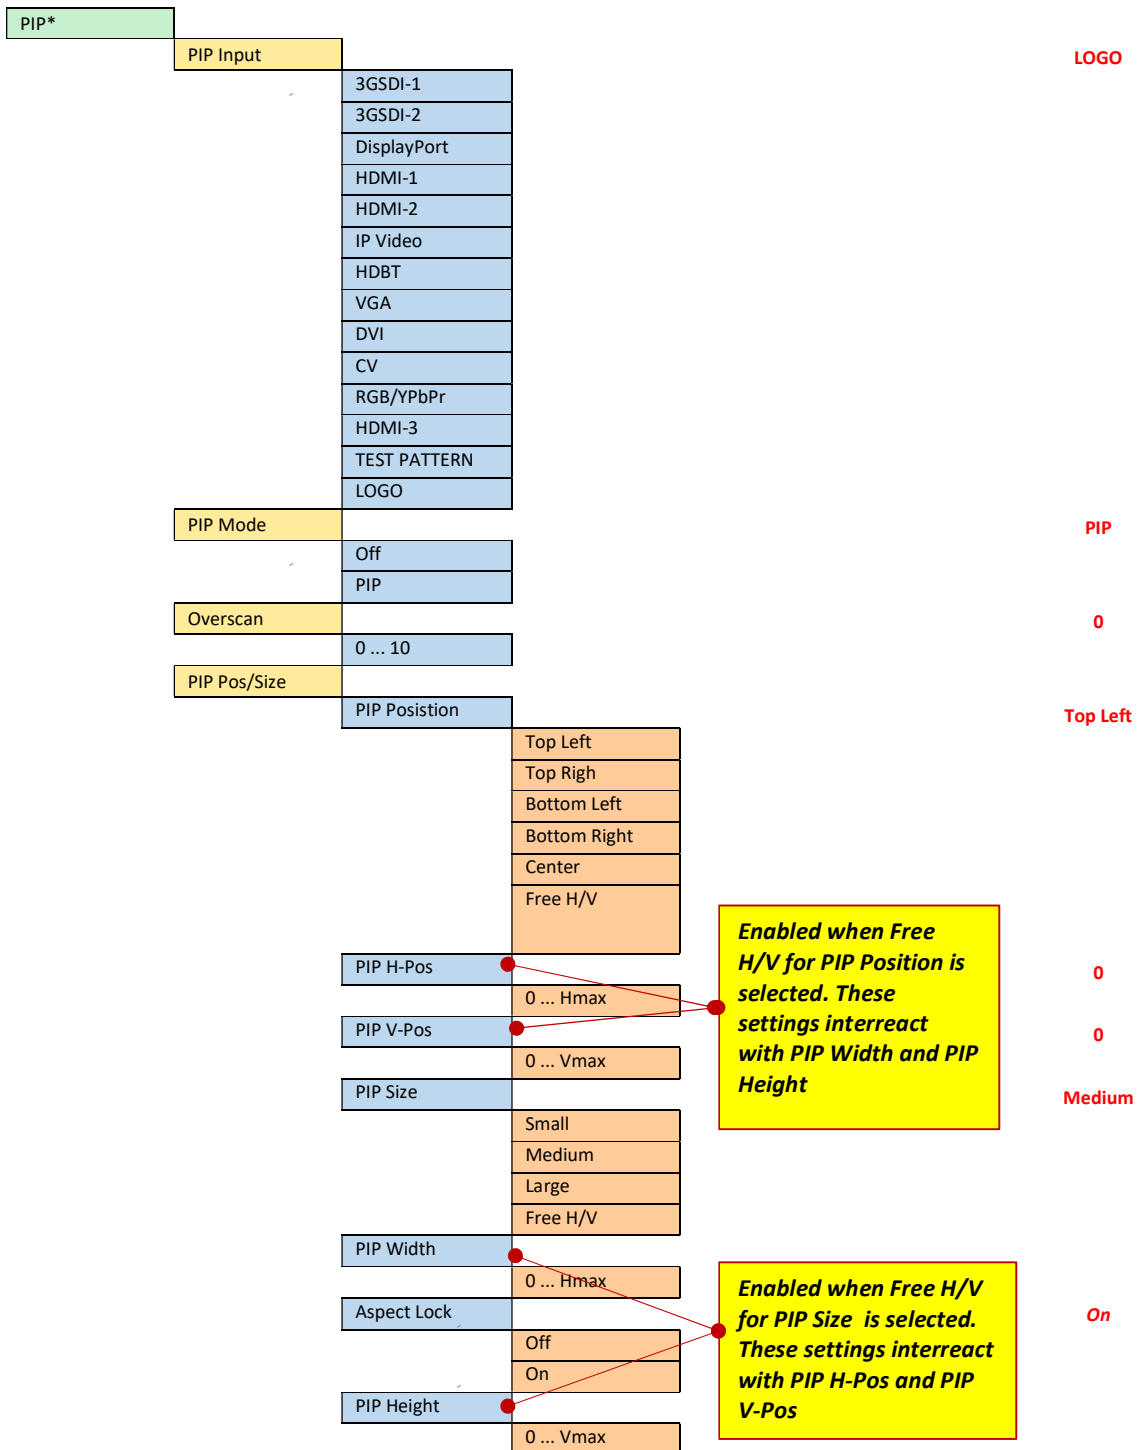 PIP*
PIP Input
LOGO
3GSDI-1
3GSDI-2
DisplayPort
HDMI-1
HDMI-2
IP Video
HDBT
VGA
DVI
CV
RGB/YPbPr
HDMI-3
TEST PATTERN
LOGO
PIP Mode
PIP
Off
PIP
Overscan
0
0 ... 10
PIP Pos/Size
PIP Posistion
Top Left
Top Left
Top Righ
Bottom Left
Bottom Right
Center
Free H/V
Enabled when Free
H/V for PIP Position is
selected. These
settings interreact
with PIP Width and PIP
Height
PIP H-Pos
0
0 ... Hmax
PIP V-Pos
0
0 ... Vmax
PIP Size
Medium
Small
Medium
Large
Free H/V
PIP Width
0 ... Hmax
Enabled when Free H/V
for PIP Size is selected.
These settings interreact
with PIP H-Pos and PIP
V-Pos
Aspect Lock
On
Off
On
PIP Height
0 ... Vmax